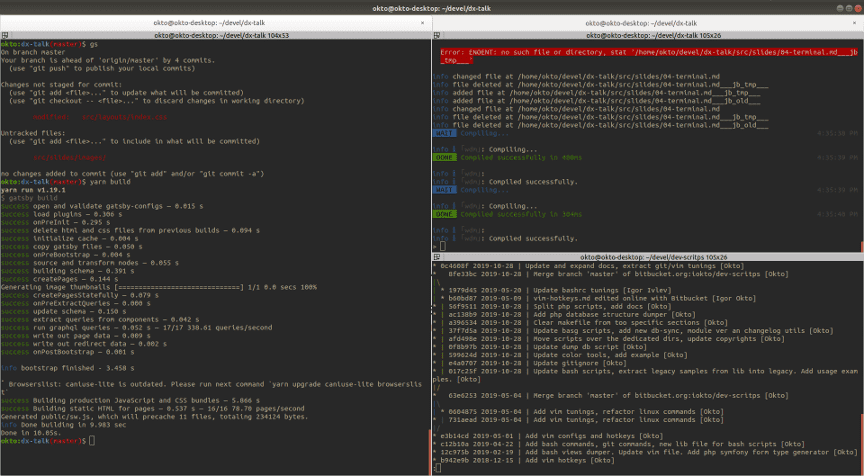 okto@okto-desktop: ~/devel/dx-talk
okto@okto-desktop: ~/devel/dx-talk
okto@okto-desktop: ~/devel/dx-talk 104x53
okto:dx-talk(master)$ gs
On branch master
Your branch is ahead of 'origin/master' by 4 commits.
(use "git push" to publish your local commits)
Changes not staged for commit:
(use "git add <file>..." to update what will be committed)
(use "git checkout -- <file>..." to discard changes in working directory)
Untracked files:
(use "git add <file>..." to include in what will be committed)
src/slides/images/
no changes added to commit (use "git add" and/or "git commit -a")
okto:dx-talk(master)$ yarn build
yarn run v1.19.1
$ gatsby build
success open and validate gatsby-configs — 0.015 s
success load plugins — 0.306 s
success onPreInit — 0.295 s
success delete html and css files from previous builds — 0.094 s
success initialize cache — 0.004 s
success copy gatsby files — 0.050 s
success onPreBootstrap — 0.004 s
success source and transform nodes — 0.055 s
success building schema — 0.391 s
success createPages — 0.144 s
Generating image thumbnails [==============================] 1/1 0.0 secs 100%
success createPagesStatefully — 0.079 s
success onPreExtractQueries — 0.000 s
success update schema — 0.150 s
success extract queries from components — 0.042 s
success run graphql queries — 0.052 s — 17/17 338.61 queries/second
success write out page data — 0.009 s
success write out redirect data — 0.002 s
success onPostBootstrap — 0.001 s
info bootstrap finished - 3.458 s
Browserslist: caniuse-lite is outdated. Please run next command `yarn upgrade caniuse-lite browserslis
t`
success Building production JavaScript and CSS bundles — 5.866 s
success Building static HTML for pages — 0.537 s — 16/16 78.70 pages/second
Generated public/sw.js, which will precache 11 files, totaling 234124 bytes.
info Done building in 9.983 sec
Done in 10.05s.
okto:dx-talk(master)$
okto@okto-desktop: ~/devel/dx-talk
okto@okto-desktop: ~/devel/dx-talk 105x26
Error: ENOENT: no such file or directory, stat '/home/okto/devel/dx-talk/src/slides/04-terminal.md___jb
_tmp___'
info changed file at /home/okto/devel/dx-talk/src/slides/04-terminal.md
info file deleted at /home/okto/devel/dx-talk/src/slides/04-terminal.md___jb_tmp___
info added file at /home/okto/devel/dx-talk/src/slides/04-terminal.md___jb_tmp___
info added file at /home/okto/devel/dx-talk/src/slides/04-terminal.md___jb_old___
info changed file at /home/okto/devel/dx-talk/src/slides/04-terminal.md
info file deleted at /home/okto/devel/dx-talk/src/slides/04-terminal.md___jb_tmp___
info file deleted at /home/okto/devel/dx-talk/src/slides/04-terminal.md___jb_old___
WAIT Compiling...
info ℹ ｢wdm｣: Compiling...
DONE Compiled successfully in 400ms
info ℹ ｢wdm｣: Compiled successfully.
WAIT Compiling...
info ℹ ｢wdm｣: Compiling...
DONE Compiled successfully in 304ms
info ℹ ｢wdm｣:
info ℹ ｢wdm｣: Compiled successfully.
okto@okto-desktop: ~/devel/dev-scritps 105x26
* 0c4600f 2019-10-28 | Update and expand docs, extract git/vim tunings [Okto]
* 0fe33bc 2019-10-28 | Merge branch 'master' of bitbucket.org:iokto/dev-scripts [Okto]
|\
| * 1979d45 2019-05-20 | Update bashrc tunings [Igor Ivlev]
| * b60bd87 2019-05-09 | vim-hotkeys.md edited online with Bitbucket [Igor Okto]
* | 56f9511 2019-10-28 | Split php scripts, add docs [Okto]
* | ac138b9 2019-10-28 | Add php database structure dumper [Okto]
* | a396534 2019-10-28 | Clear makefile from too specific sections [Okto]
* | 37f7d5a 2019-10-28 | Update basg scripts, add new db-sync, nodule ver an changelog utils [Okto]
* | afd498e 2019-10-28 | Move scripts over the dedicated dirs, update copyrights [Okto]
* | 0f8b97b 2019-10-28 | Update dump db script [Okto]
* | 509624d 2019-10-28 | Update color tools, add example [Okto]
* | e4a0707 2019-10-28 | Update gitignore [Okto]
* | 017c25f 2019-10-28 | Update bash scripts, extract legacy samples from lib into legacy. Add usage exam
ples. [Okto]
|/
* 63e6253 2019-05-04 | Merge branch 'master' of bitbucket.org:iokto/dev-scripts [Okto]
|\
| * 0604875 2019-05-04 | Add vim tunings, refactor linux commands [Okto]
* | 731aead 2019-05-04 | Add vim tunings, refactor linux commands [Okto]
|/
* e3b14cd 2019-05-01 | Add vim configs and hotkeys [Okto]
* c12b10a 2019-04-22 | Add bash commands, git commands, new lib file for bash scripts [Okto]
* 12c975b 2019-02-19 | Add bash views dumper. Update vim file. Add php symfony form type generator [Okto]
* b942e9b 2018-12-15 | Add vim hotkeys [Okto]